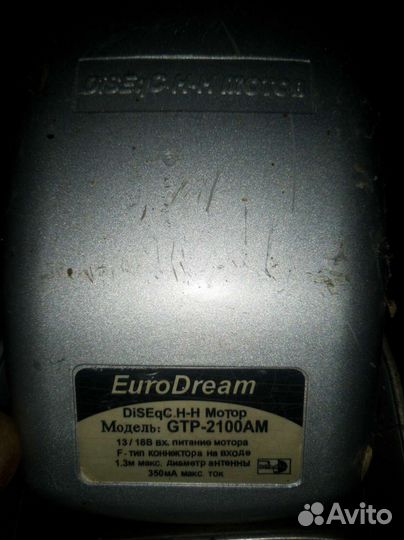 DiSEqC.H-H MOTOR
EuroDream
DiSEqC.H-H Мотор
Модель: GTP-2100AM
13 / 18В вх. питание мотора
F - тип коннектора на входе
1.3м макс. диаметр антенны
350мА макс. ток
Avito